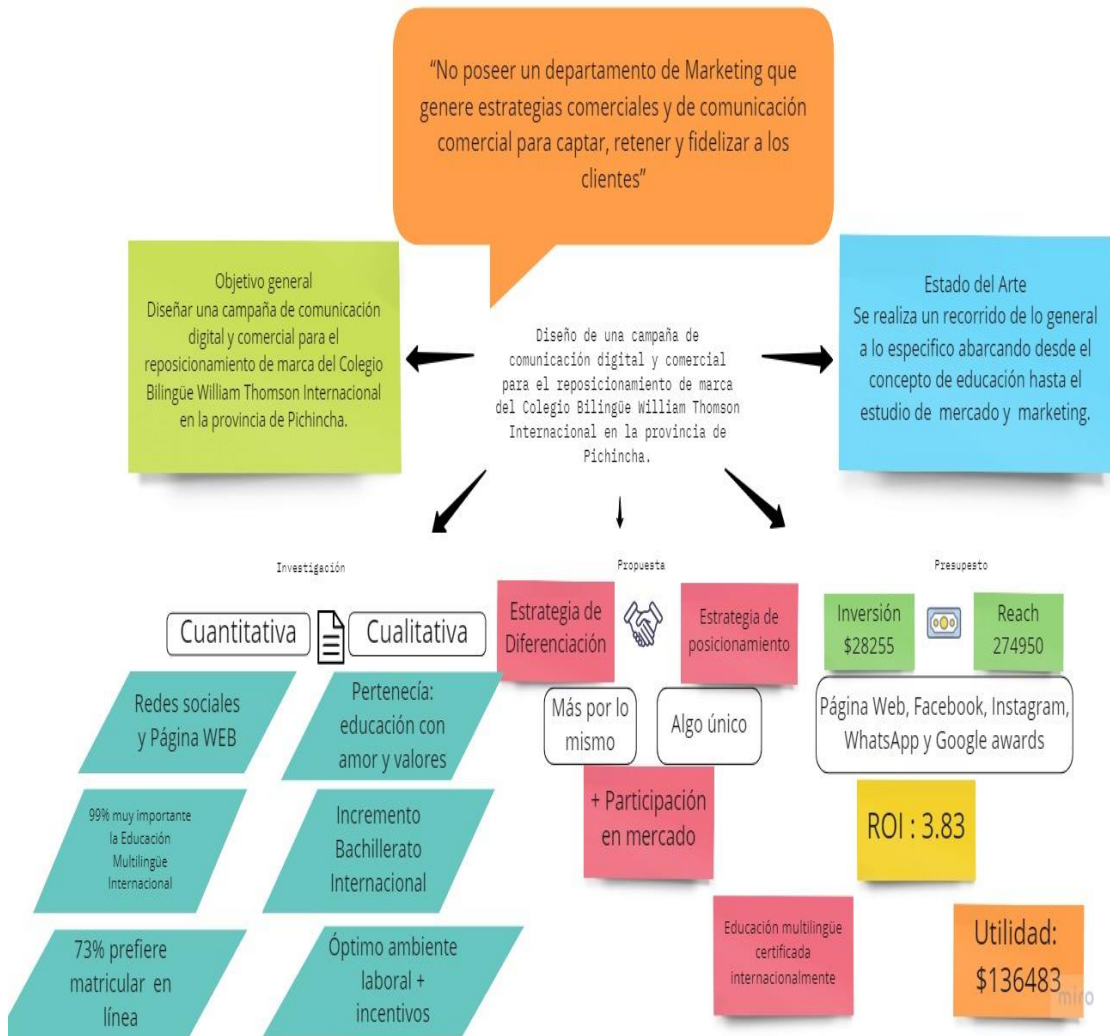 “No poseer un departamento de Marketing que
genere estrategias comerciales y de comunicación
comercial para captar, retener y fidelizar a los
clientes”
Objetivo general
Diseñar una campaña de comunicación
digital y comercial para el
reposicionamiento de marca del Colegio
Bilingüe William Thomson Internacional
en la provincia de Pichincha.
Diseño de una campaña de
comunicación digital y comercial
para el reposicionamiento de marca
del Colegio Bilingüe William Thomson
Internacional en la provincia de
Pichincha.
Estado del Arte
Se realiza un recorrido de lo general
a lo especifico abarcando desde el
concepto de educación hasta el
estudio de mercado y marketing.
Investigación
Cuantitativa
Cualitativa
Redes sociales
y Página WEB
Pertenecía:
educación con
amor y valores
99% muy importante
la Educación
Multilingüe
Internacional
Incremento
Bachillerato
Internacional
73% prefiere
matricular en
línea
Óptimo ambiente
laboral +
incentivos
Propuesta
Estrategia de
Diferenciación
Estrategia de
posicionamiento
Más por lo
mismo
Algo único
+ Participación
en mercado
Educación multilingüe
certificada
internacionalmente
Presupesto
Inversión
$28255
Reach
274950
Página Web, Facebook, Instagram,
WhatsApp y Google awards
ROI : 3.83
Utilidad:
$136483
miro